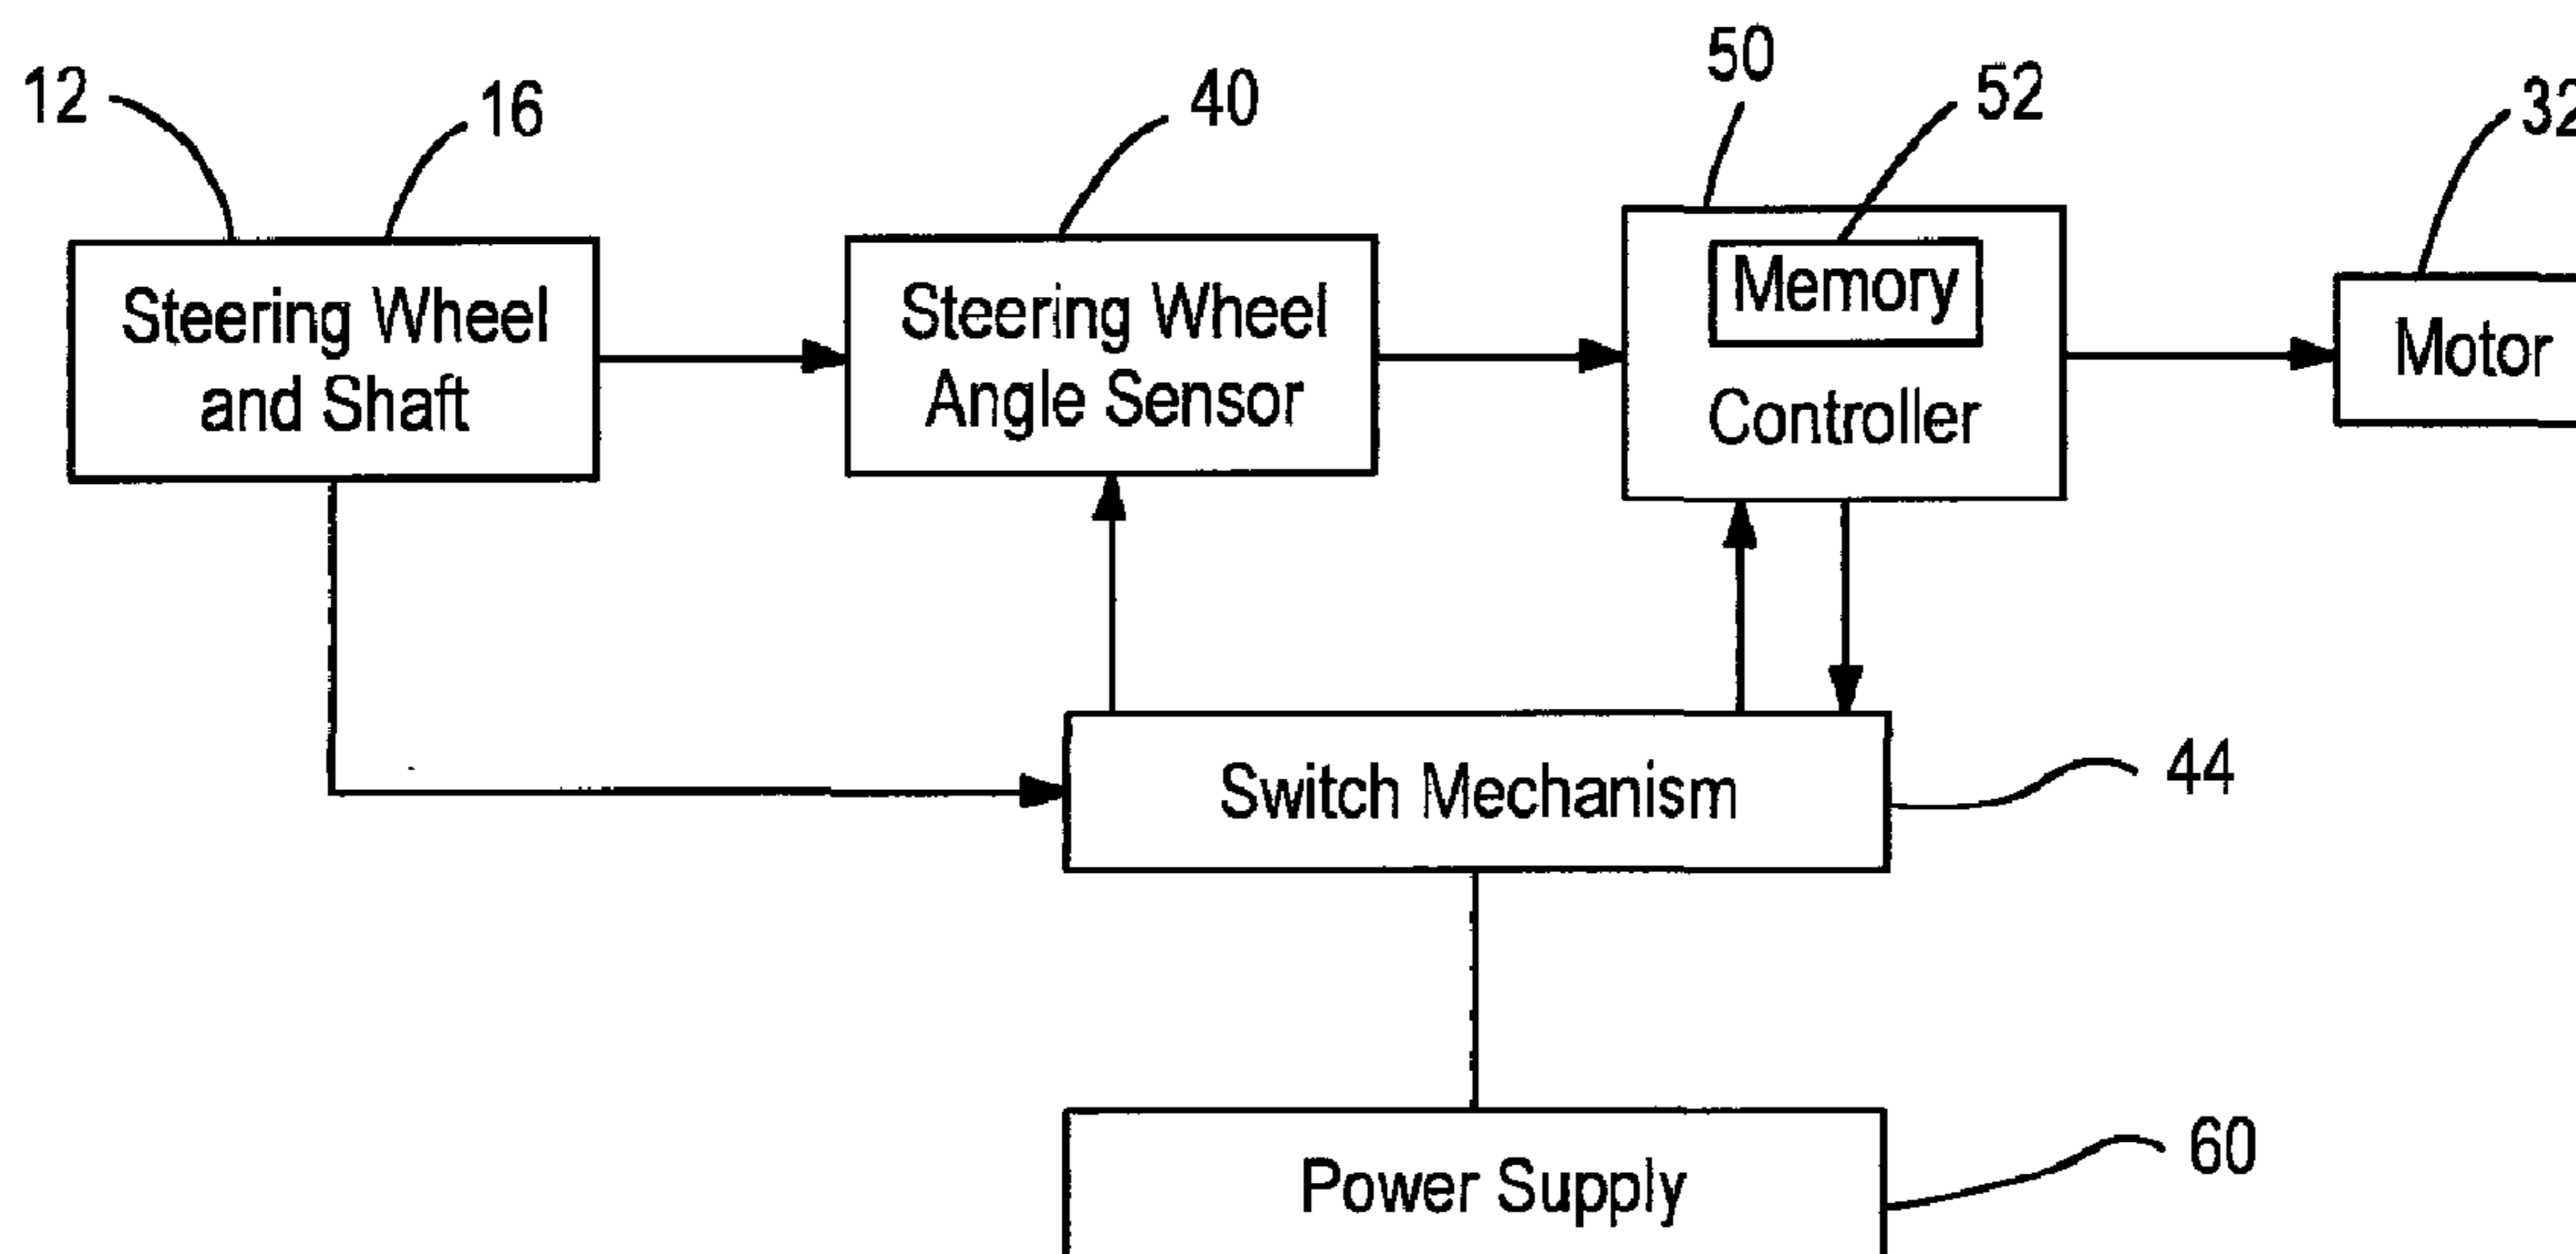 12
16
40
50
52
32
Steering Wheel
and Shaft
Steering Wheel
Angle Sensor
Memory
Controller
Motor
Switch Mechanism
44
Power Supply
60